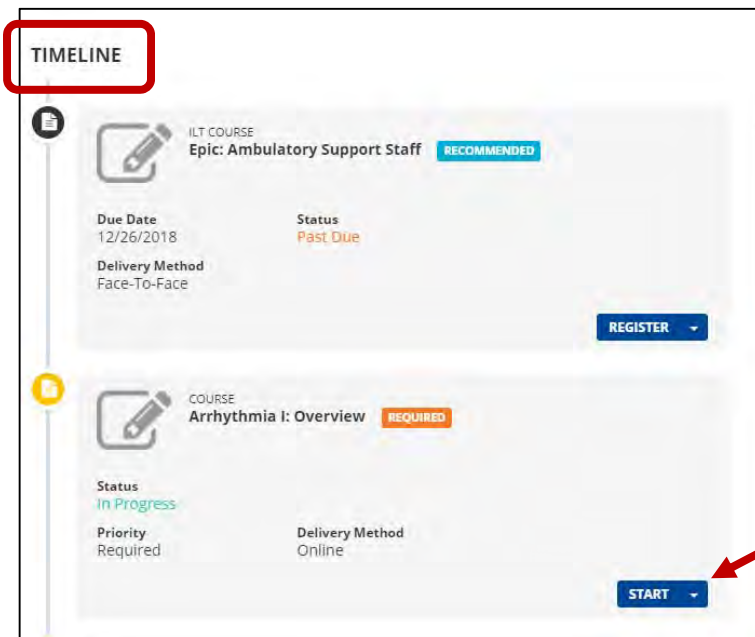 TIMELINE
ILT COURSE
Epic: Ambulatory Support Staff RECOMMENDED
Due Date Status
12/26/2018 Past Due
Delivery Method
Face-To-Face
REGISTER
COURSE
Arrhythmia I: Overview REQUIRED
Status
In Progress
Priority Delivery Method
Required Online
START